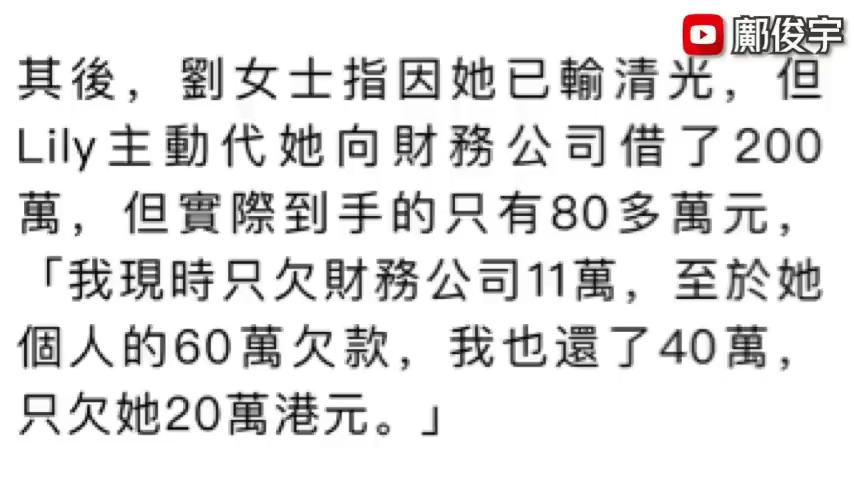 鄺俊宇
其後，劉女士指因她已輸清光，但
Lily主動代她向財務公司借了200
萬，但實際到手的只有80多萬元，
「我現時只欠財務公司11萬，至於她
個人的60萬欠款，我也還了40萬，
只欠她20萬港元。」